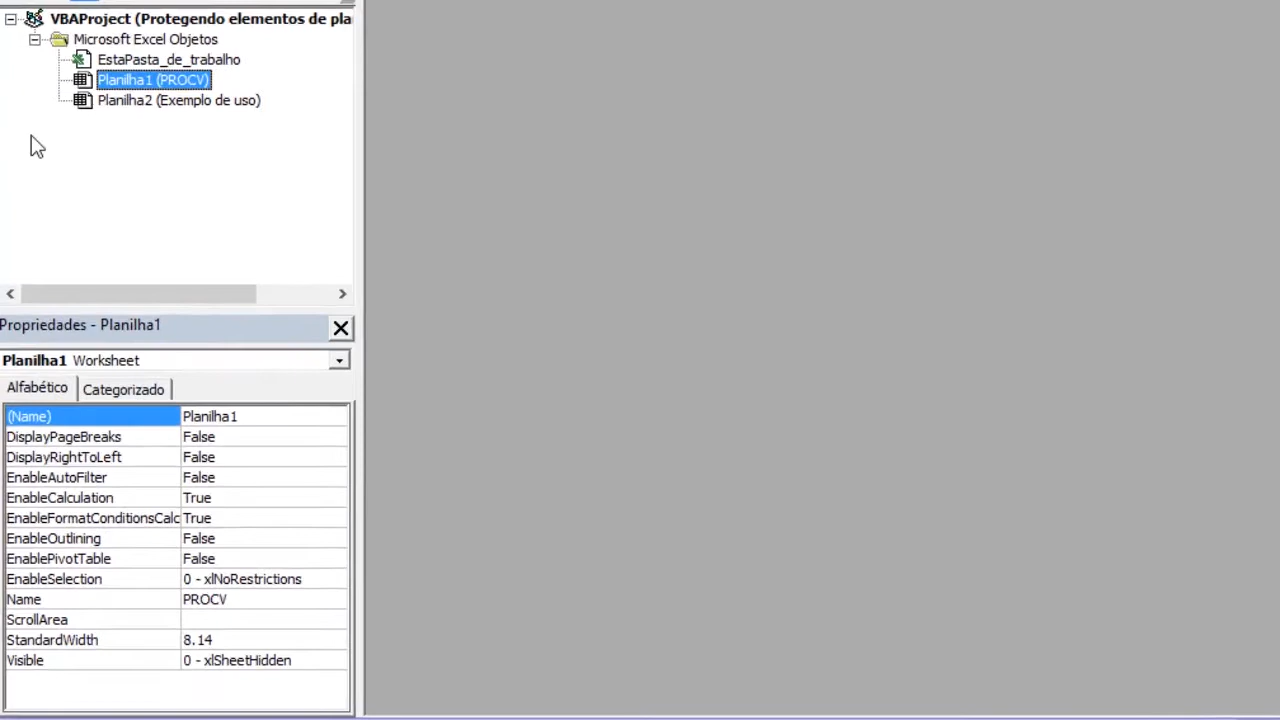 VBAProject (Protegendo elementos de pla
Microsoft Excel Objetos
EstaPasta_de_trabalho
Planilha1 (PROCV)
Planilha2 (Exemplo de uso)
Propriedades - Planilha1
Planilha1 Worksheet
Alfabético Categorizado
(Name) Planilha1
DisplayPageBreaks False
DisplayRightToLeft False
EnableAutoFilter False
EnableCalculation True
EnableFormatConditionsCalc True
EnableOutlining False
EnablePivotTable False
EnableSelection 0 - xlNoRestrictions
Name PROCV
ScrollArea
StandardWidth 8.14
Visible 0 - xlSheetHidden